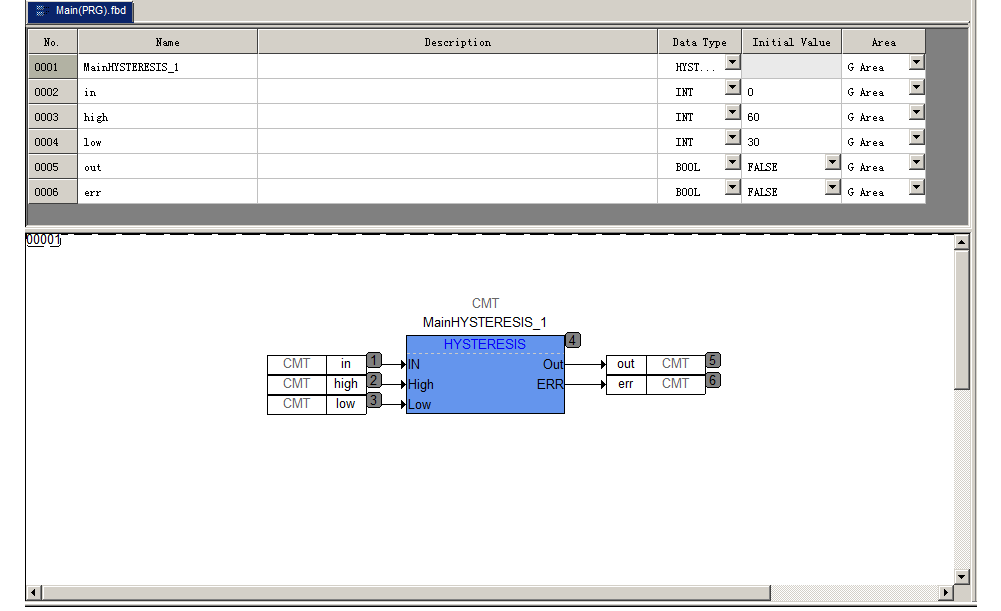 Main(PRG).fbd
No. Name Description Data Type Initial Value Area
0001 MainHYSTERESIS_1 HYST... G Area
0002 in INT 0 G Area
0003 high INT 60 G Area
0004 low INT 30 G Area
0005 out BOOL FALSE G Area
0006 err BOOL FALSE G Area
00001
CMT
MainHYSTERESIS_1
HYSTERESIS 4
CMT in 1 IN Out out CMT 5
CMT high 2 High ERR err CMT 6
CMT low 3 Low